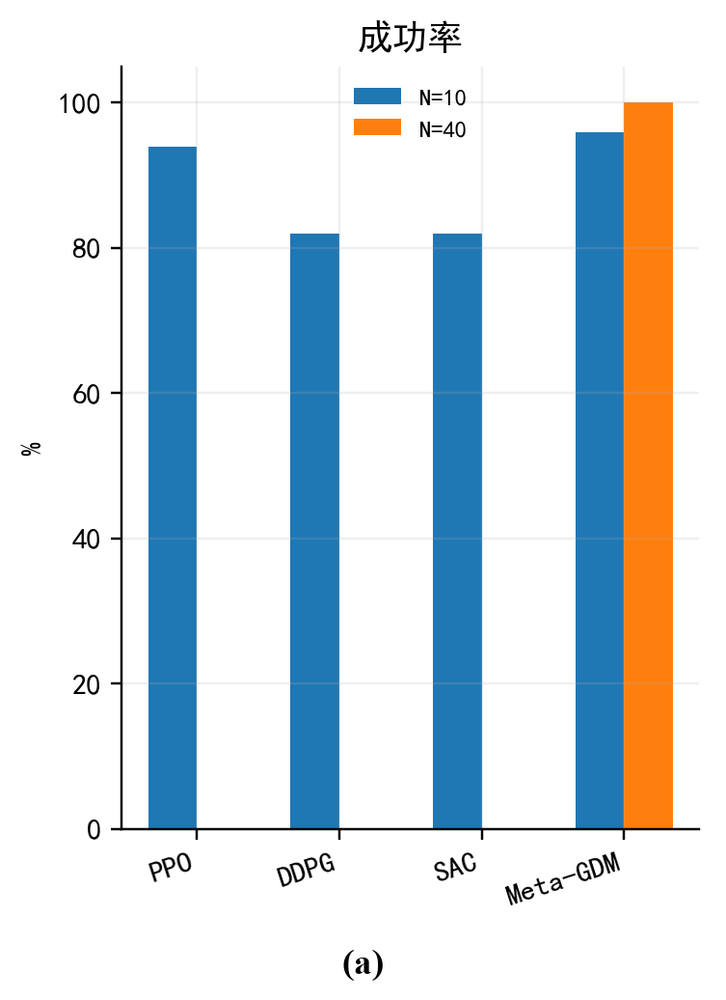 成功率
N=10
N=40
100
80
60
40
20
0
%
PPO
DDPG
SAC
Meta-GDM
(a)